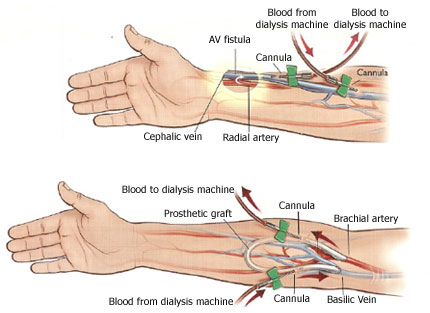 Blood from
dialysis machine
Blood to
dialysis machine
AV fistula
Cannula
Cannula
Cephalic vein
Radial artery
Blood to dialysis machine
Cannula
Prosthetic graft
Brachial artery
Blood from dialysis machine
Cannula
Basilic Vein